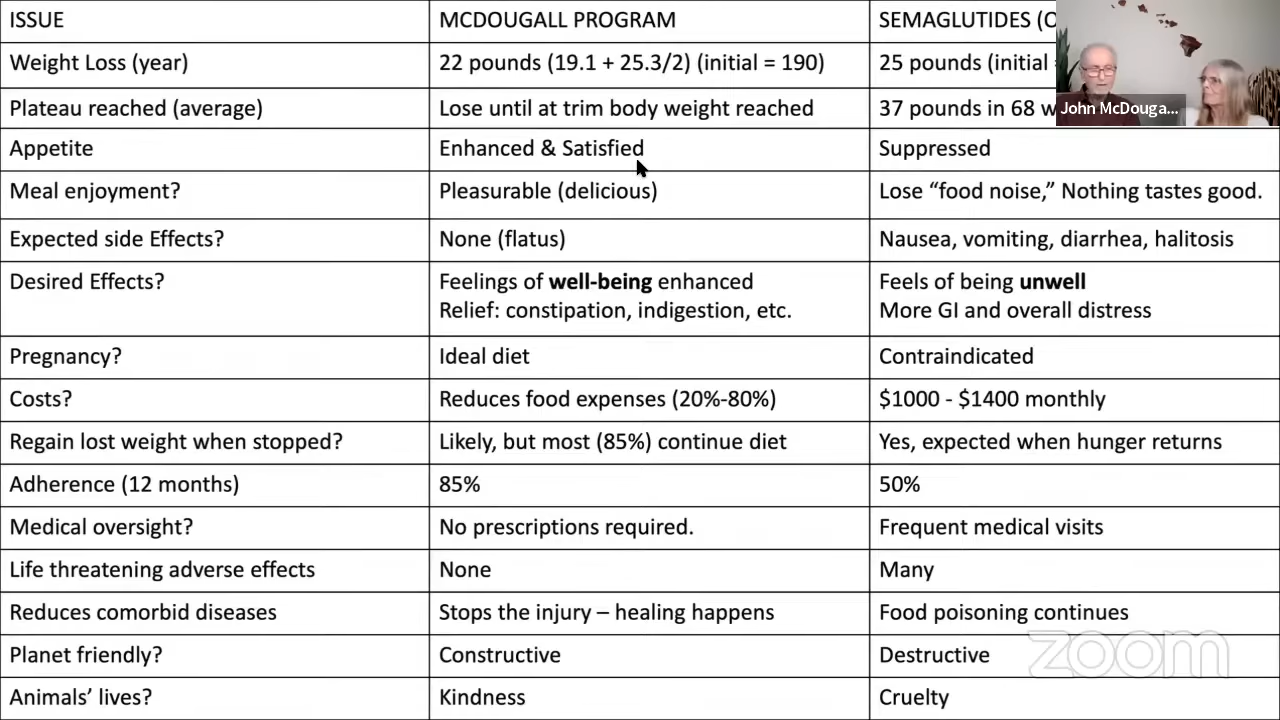 ISSUE MCDOUGALL PROGRAM SEMAGLUTIDES (O
Weight Loss (year) 22 pounds (19.1 + 25.3/2) (initial = 190) 25 pounds (initial
Plateau reached (average) Lose until at trim body weight reached 37 pounds in 68 w
John McDouga...
Appetite Enhanced & Satisfied Suppressed
Meal enjoyment? Pleasurable (delicious) Lose “food noise,” Nothing tastes good.
Expected side Effects? None (flatus) Nausea, vomiting, diarrhea, halitosis
Desired Effects? Feelings of well-being enhanced Feels of being unwell
Relief: constipation, indigestion, etc. More GI and overall distress
Pregnancy? Ideal diet Contraindicated
Costs? Reduces food expenses (20%-80%) $1000 - $1400 monthly
Regain lost weight when stopped? Likely, but most (85%) continue diet Yes, expected when hunger returns
Adherence (12 months) 85% 50%
Medical oversight? No prescriptions required. Frequent medical visits
Life threatening adverse effects None Many
Reduces comorbid diseases Stops the injury – healing happens Food poisoning continues
Planet friendly? Constructive Destructive
zoom
Animals’ lives? Kindness Cruelty